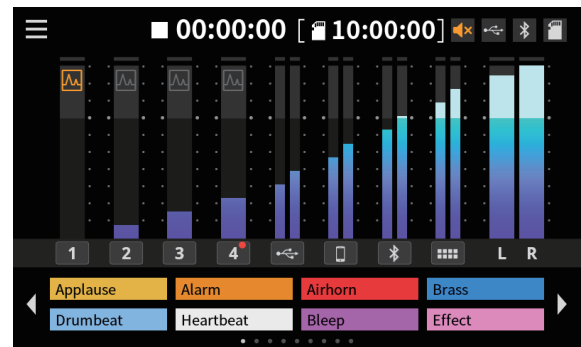 00:00:00 [ 10:00:00]
1 2 3 4 L R
Applause Alarm Airhorn Brass
Drumbeat Heartbeat Bleep Effect